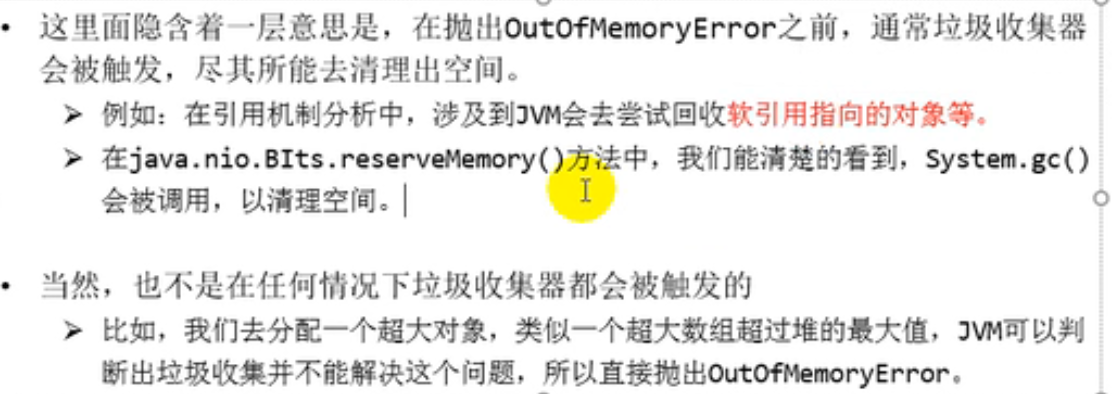 • 这里面隐含着一层意思是，在抛出OutOfMemoryError之前，通常垃圾收集器
会被触发，尽其所能去清理出空间。
➢ 例如：在引用机制分析中，涉及到JVM会去尝试回收软引用指向的对象等。
➢ 在java.nio.BIts.reserveMemory()方法中，我们能清楚的看到，System.gc()
会被调用，以清理空间。
• 当然，也不是在任何情况下垃圾收集器都会被触发的
➢ 比如，我们去分配一个超大对象，类似一个超大数组超过堆的最大值，JVM可以判
断出垃圾收集并不能解决这个问题，所以直接抛出OutOfMemoryError。